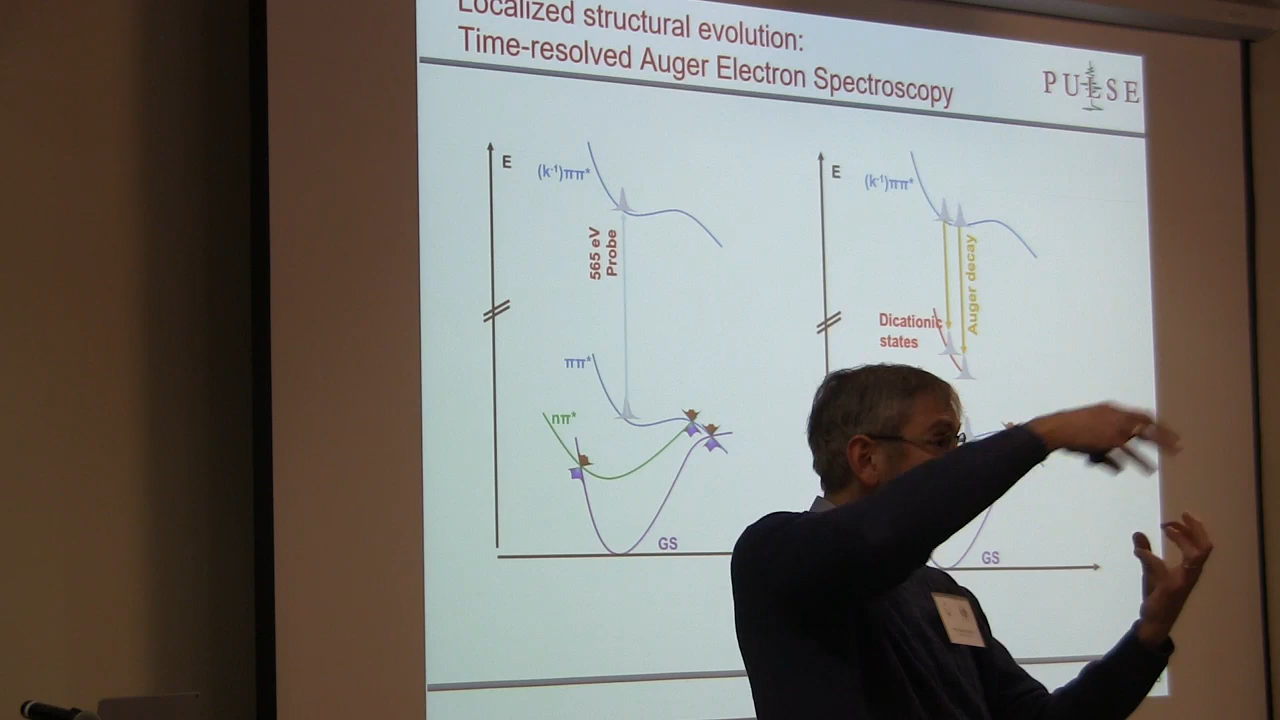 Localized structural evolution:
Time-resolved Auger Electron Spectroscopy
PULSE
E
(k⁻¹)ππ*
565 eV
Probe
ππ*
nπ*
GS
E
(k⁻¹)ππ*
Auger decay
Dicationic
states
GS